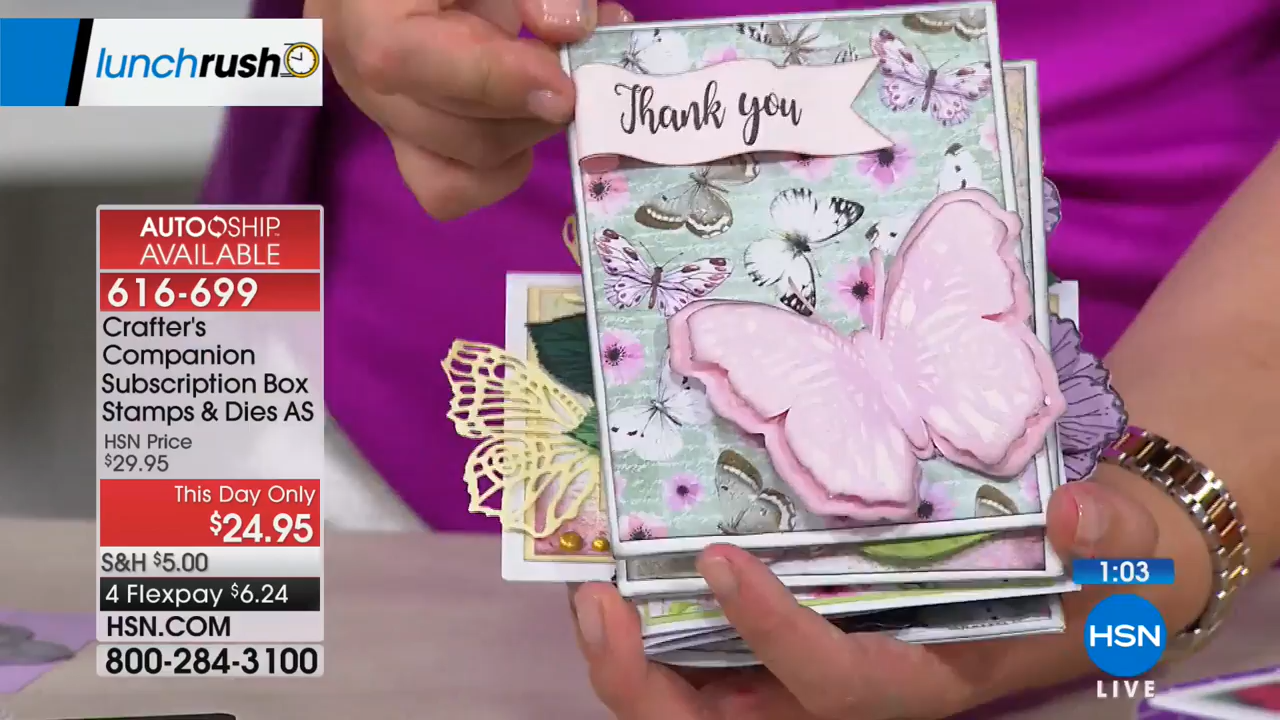 lunchrush
Thank you
AUTOSHIP
AVAILABLE
616-699
Crafter's
Companion
Subscription Box
Stamps & Dies AS
HSN Price
$29.95
This Day Only
$24.95
S&H $5.00
4 Flexpay $6.24
HSN.COM
800-284-3100
1:03
HSN
LIVE